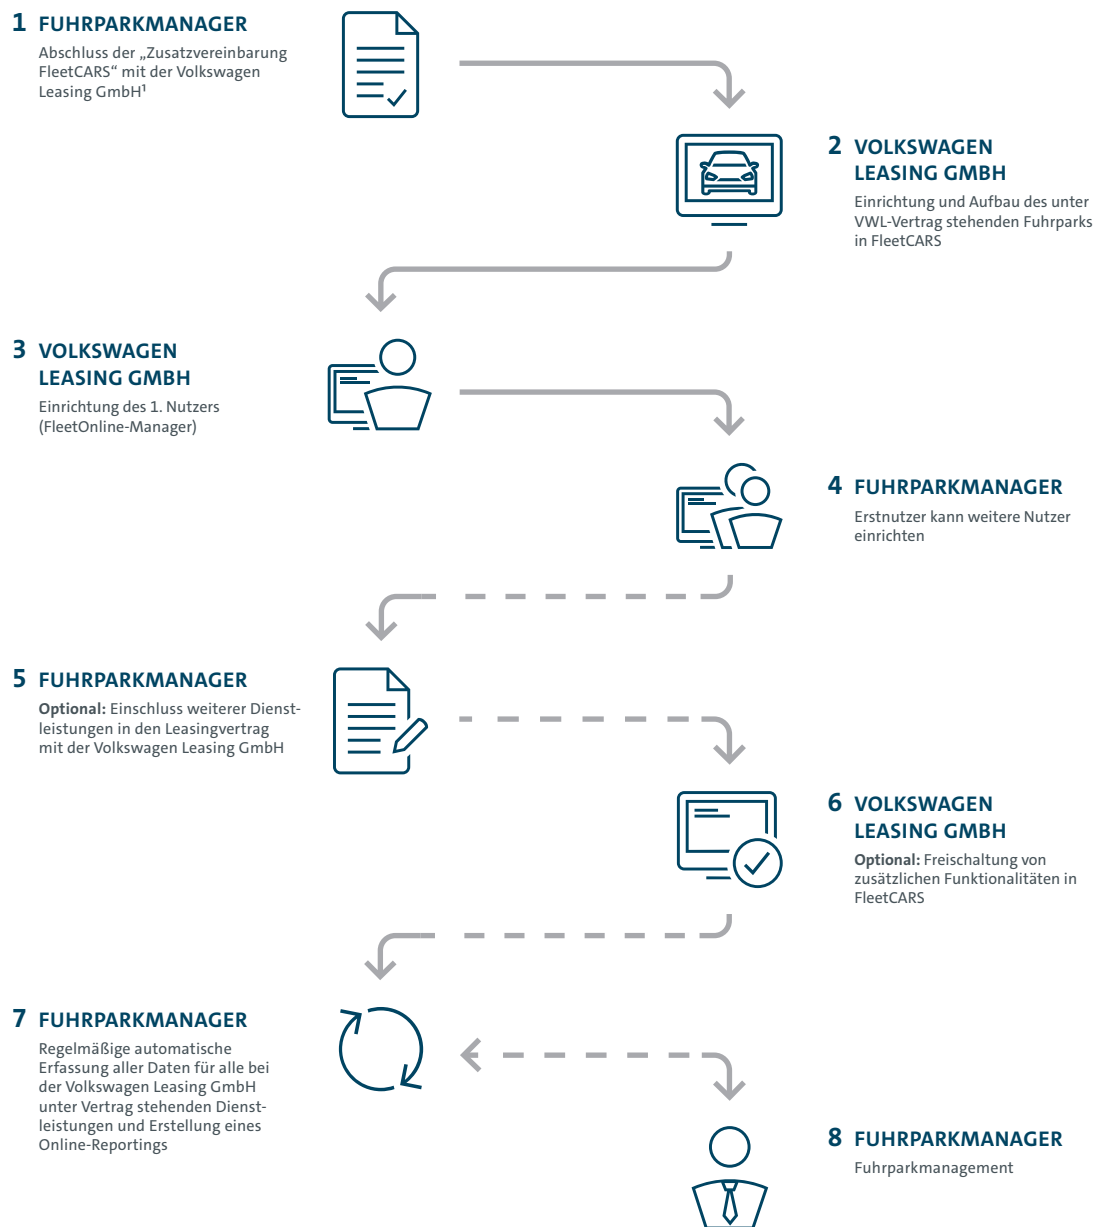 1 FUHRPARKMANAGER
Abschluss der „Zusatzvereinbarung
FleetCARS“ mit der Volkswagen
Leasing GmbH¹
2 VOLKSWAGEN
LEASING GMBH
Einrichtung und Aufbau des unter
VWL-Vertrag stehenden Fuhrparks
in FleetCARS
3 VOLKSWAGEN
LEASING GMBH
Einrichtung des 1. Nutzers
(FleetOnline-Manager)
4 FUHRPARKMANAGER
Erstnutzer kann weitere Nutzer
einrichten
5 FUHRPARKMANAGER
Optional: Einschluss weiterer Dienst-
leistungen in den Leasingvertrag
mit der Volkswagen Leasing GmbH
6 VOLKSWAGEN
LEASING GMBH
Optional: Freischaltung von
zusätzlichen Funktionalitäten in
FleetCARS
7 FUHRPARKMANAGER
Regelmäßige automatische
Erfassung aller Daten für alle bei
der Volkswagen Leasing GmbH
unter Vertrag stehenden Dienst-
leistungen und Erstellung eines
Online-Reportings
8 FUHRPARKMANAGER
Fuhrparkmanagement